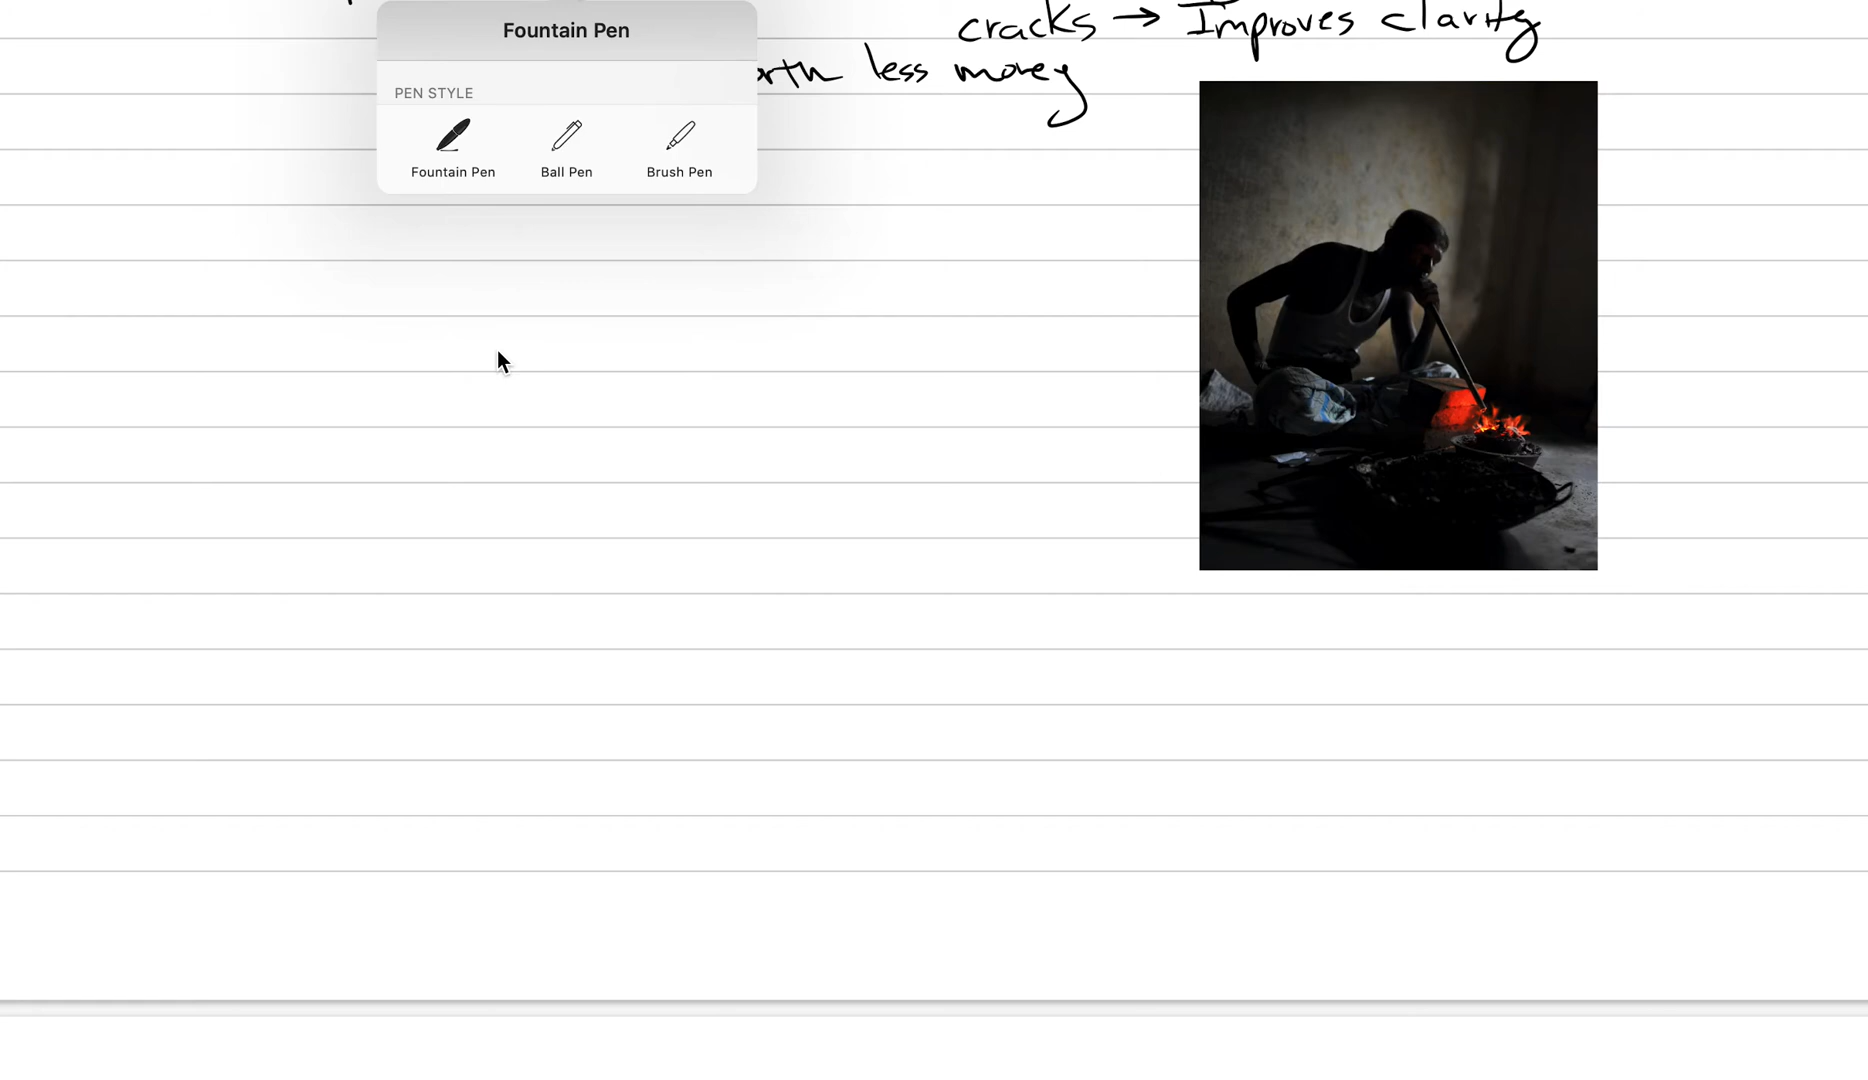 Fountain Pen
cracks → Improves clarity
less money
PEN STYLE
Fountain Pen
Ball Pen
Brush Pen